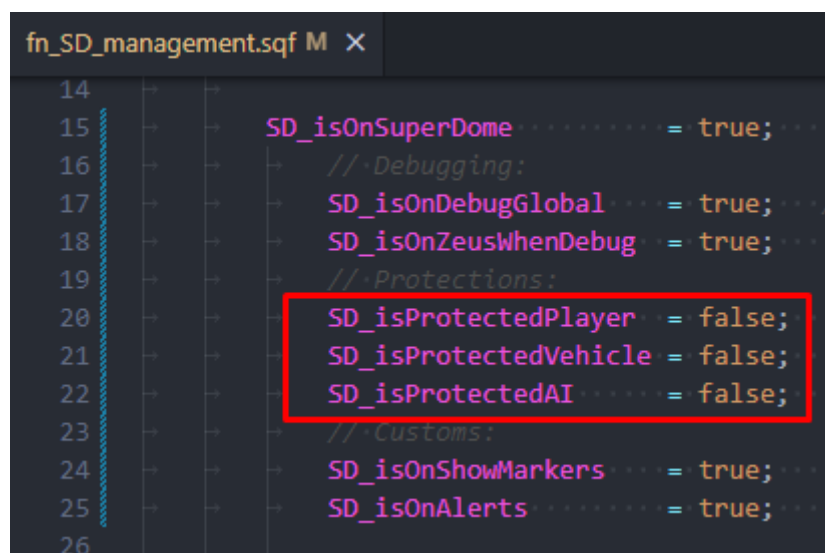 fn_SD_management.sqf M ×
14
15 SD_isOnSuperDome = true;
16 // Debugging:
17 SD_isOnDebugGlobal = true; /
18 SD_isOnZeusWhenDebug = true;
19 // Protections:
20 SD_isProtectedPlayer = false;
21 SD_isProtectedVehicle = false;
22 SD_isProtectedAI = false;
23 // Customs:
24 SD_isOnShowMarkers = true;
25 SD_isOnAlerts = true;
26